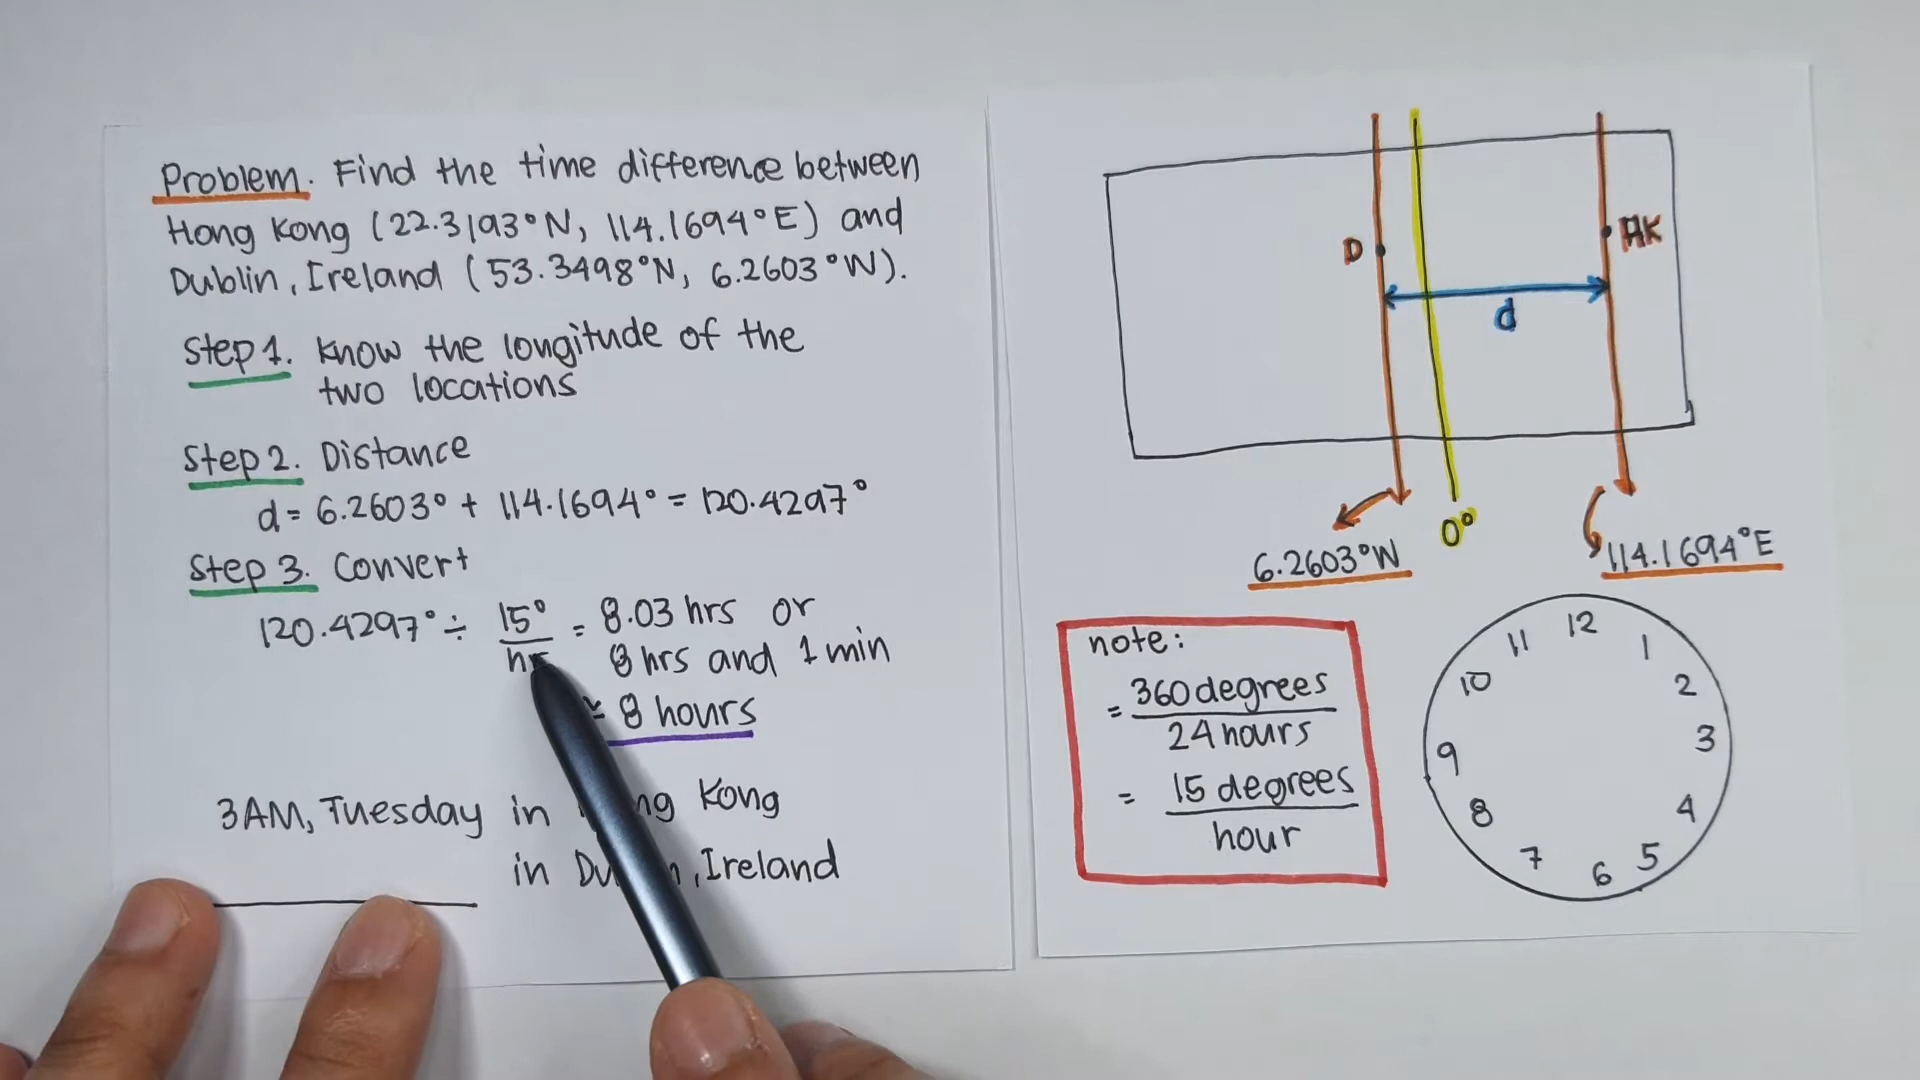 Problem. Find the time difference between
Hong Kong (22.3193°N, 114.1694°E) and
Dublin, Ireland (53.3498°N, 6.2603°W).
Step 1. Know the longitude of the
two locations
Step 2. Distance
d = 6.2603° + 114.1694° = 120.4297°
Step 3. Convert
120.4297° ÷ 15°/hr = 8.03 hrs or
8 hrs and 1 min
≃ 8 hours
3AM, Tuesday in Kong
in Ireland
D
HK
d
6.2603°W
0°
114.1694°E
note:
= 360 degrees
24 hours
= 15 degrees
hour
12
1
2
3
4
5
6
7
8
9
10
11